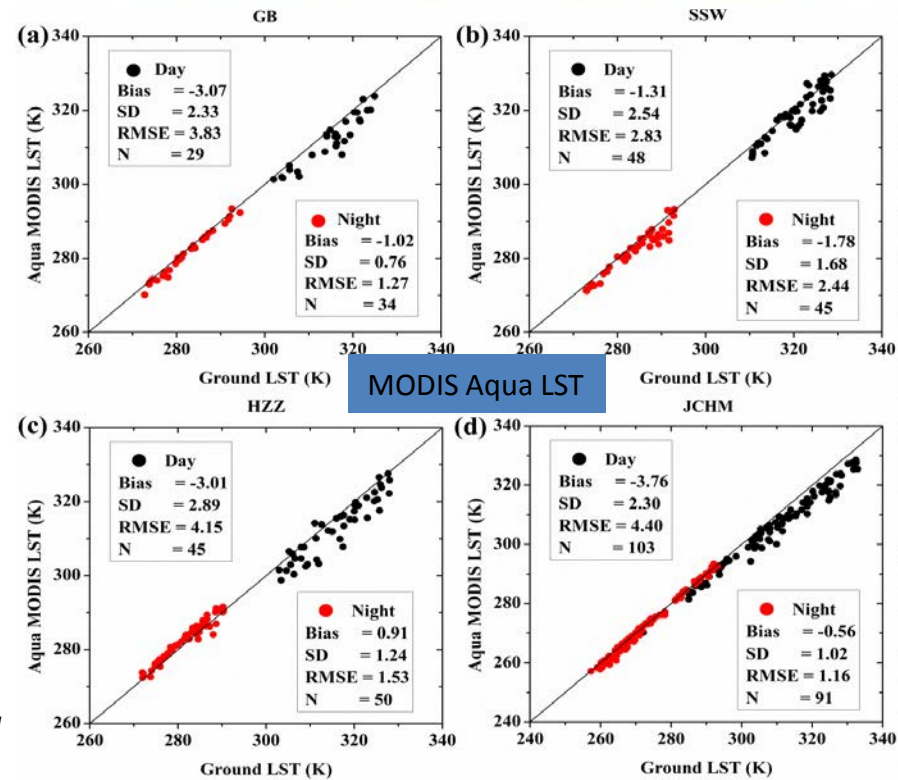 GB
(a)
Day
Bias = -3.07
SD = 2.33
RMSE = 3.83
N = 29
Night
Bias = -1.02
SD = 0.76
RMSE = 1.27
N = 34
Aqua MODIS LST (K)
340
320
300
280
260
260 280 300 320 340
Ground LST (K)
SSW
(b)
Day
Bias = -1.31
SD = 2.54
RMSE = 2.83
N = 48
Night
Bias = -1.78
SD = 1.68
RMSE = 2.44
N = 45
Aqua MODIS LST (K)
340
320
300
280
260
260 280 300 320 340
Ground LST (K)
MODIS Aqua LST
HZZ
(c)
Day
Bias = -3.01
SD = 2.89
RMSE = 4.15
N = 45
Night
Bias = 0.91
SD = 1.24
RMSE = 1.53
N = 50
Aqua MODIS LST (K)
340
320
300
280
260
260 280 300 320 340
Ground LST (K)
JCHM
(d)
Day
Bias = -3.76
SD = 2.30
RMSE = 4.40
N = 103
Night
Bias = -0.56
SD = 1.02
RMSE = 1.16
N = 91
Aqua MODIS LST (K)
340
320
300
280
260
240
240 260 280 300 320 340
Ground LST (K)